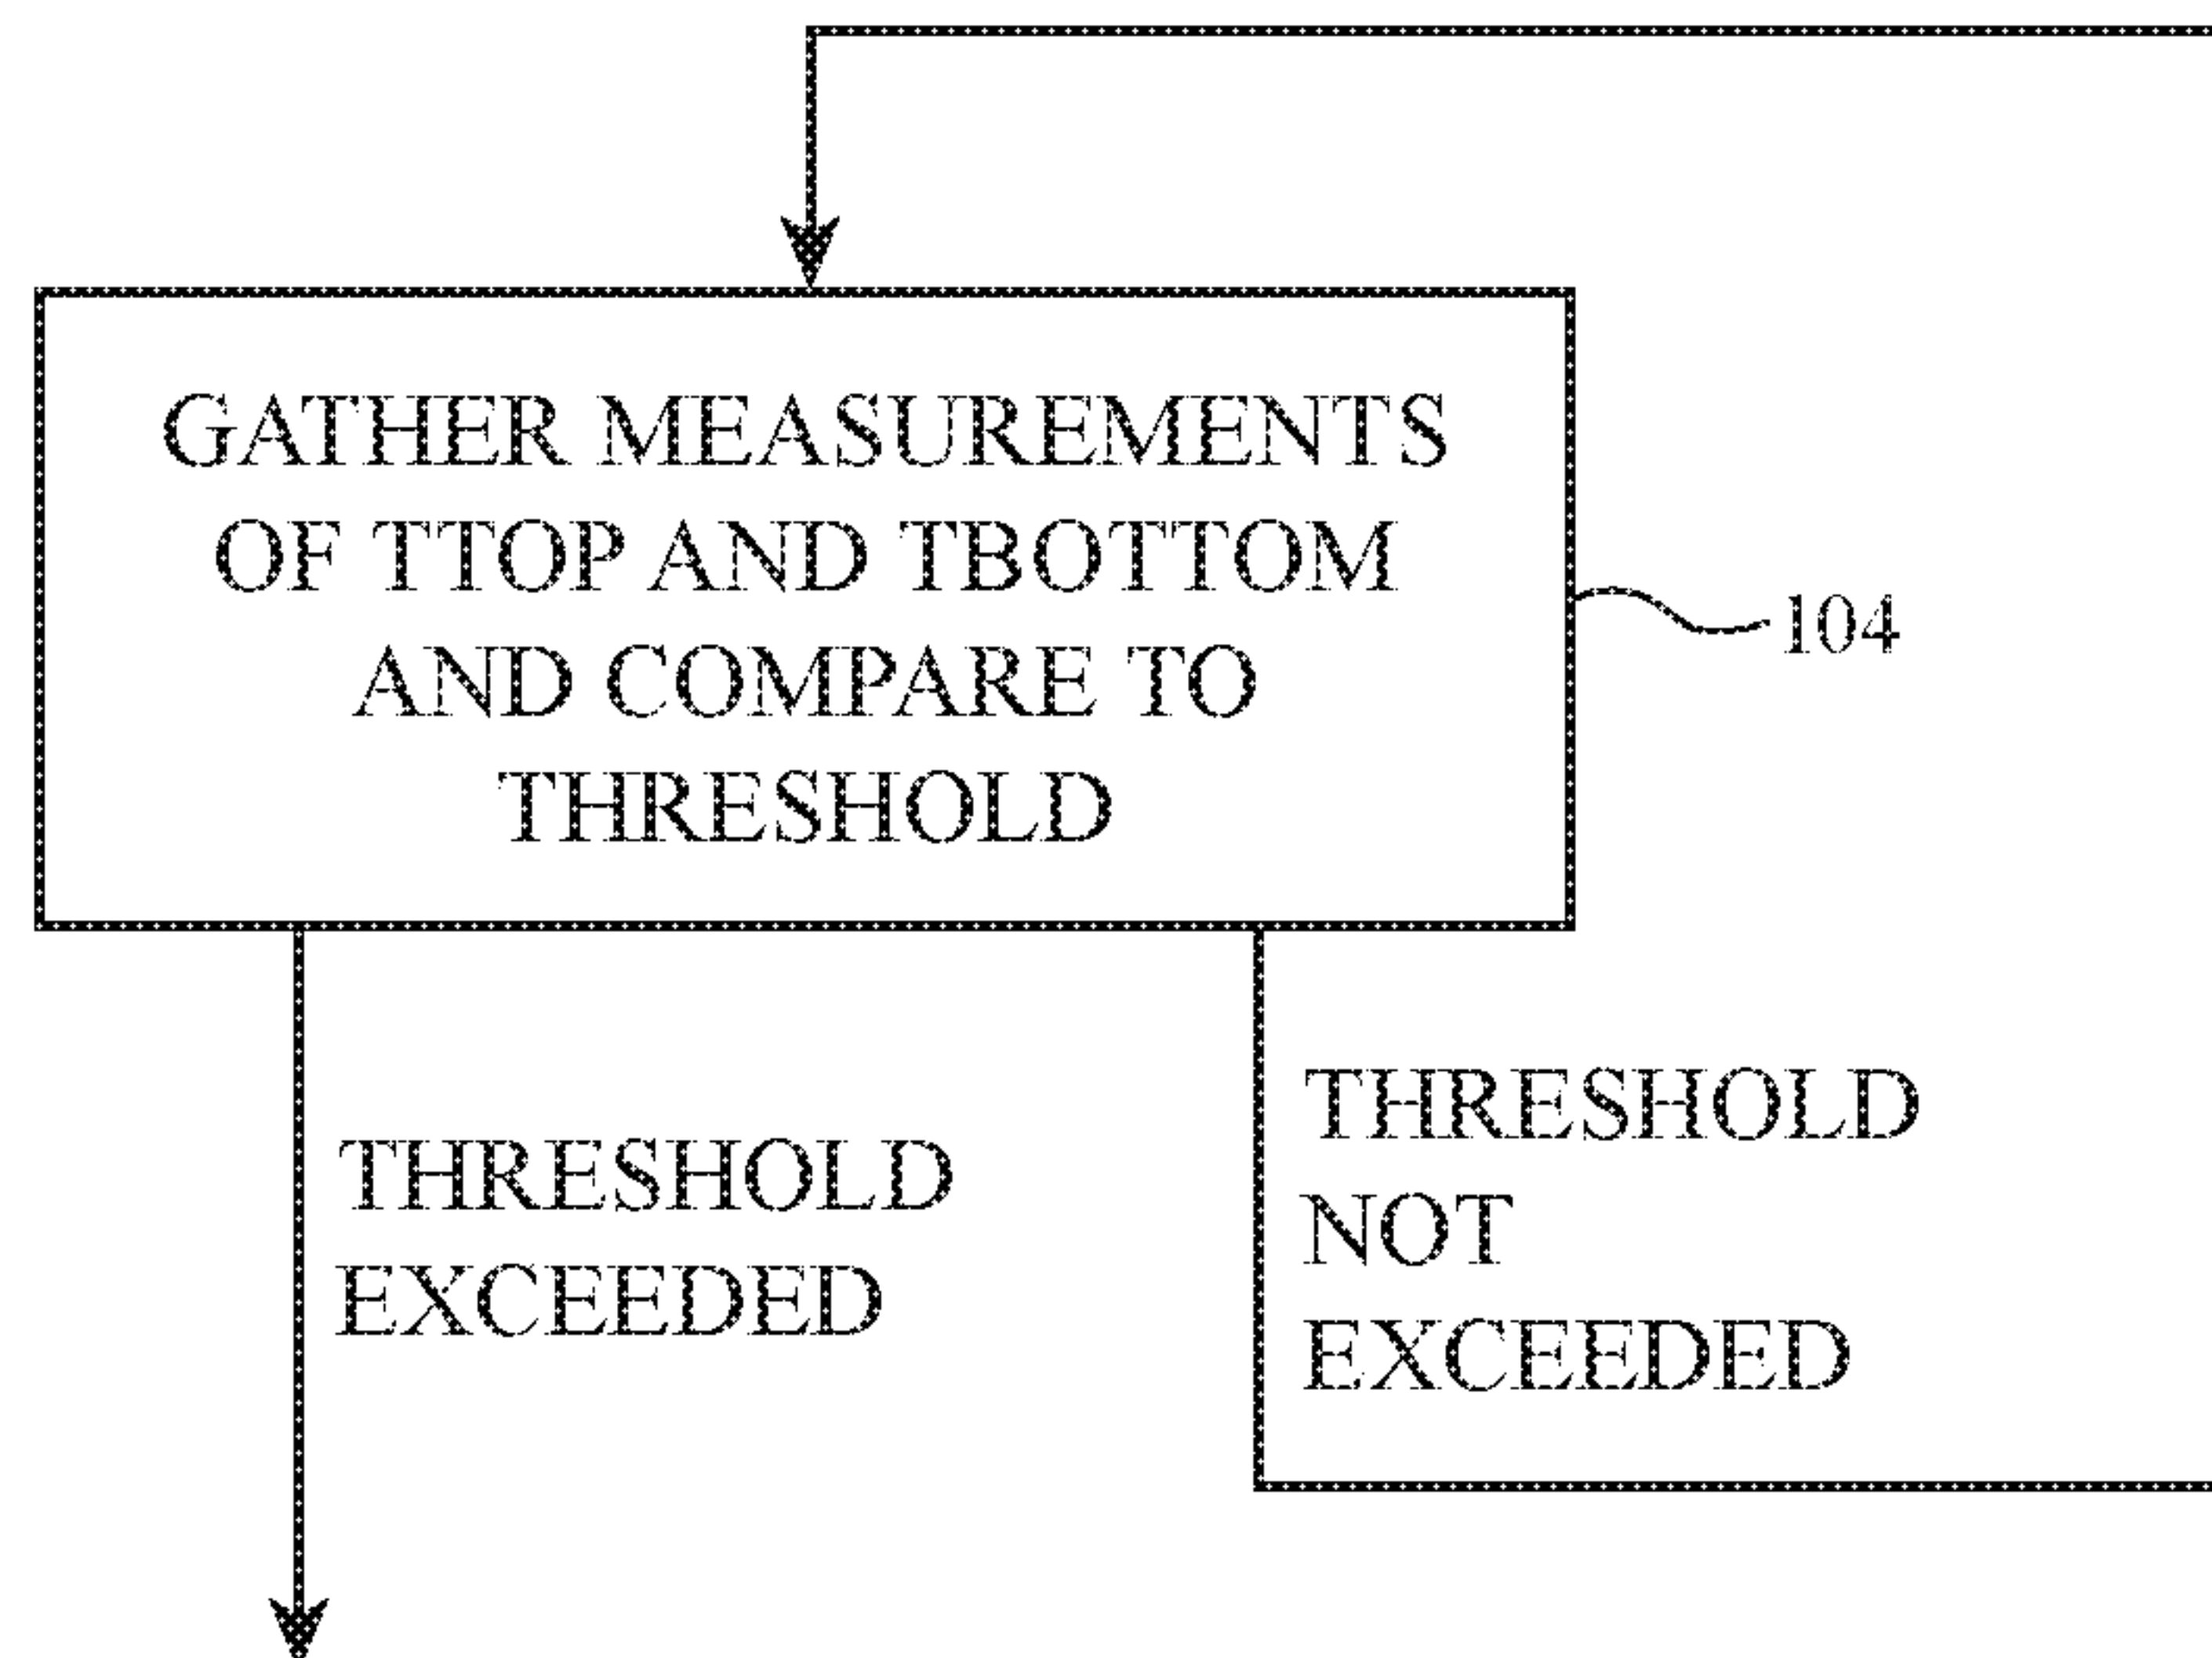 GATHER MEASUREMENTS
OF TTOP AND TBOTTOM
AND COMPARE TO
THRESHOLD
104
THRESHOLD
EXCEEDED
THRESHOLD
NOT
EXCEEDED